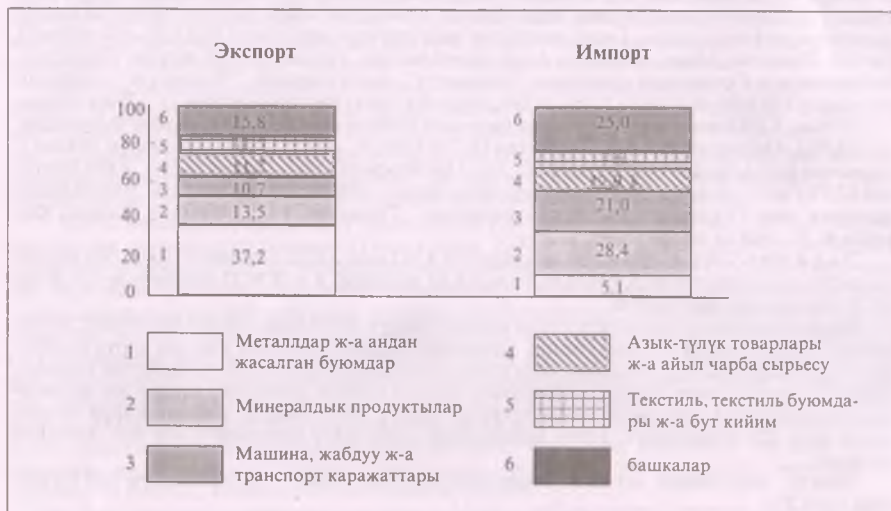 Экспорт
Импорт
100
80
60
40
20
0
6
5
4
3
2
1
15,8
10,7
13,5
37,2
6
5
4
3
2
1
25,0
21,0
28,4
5,1
1 Металлдар ж-а андан
жасалган буюмдар
2 Минералдык продуктылар
3 Машина, жабдуу ж-а
транспорт каражаттары
4 Азык-түлүк товарлары
ж-а айыл чарба сырьесу
5 Текстиль, текстиль буюмда-
ры ж-а бут кийим
6 башкалар